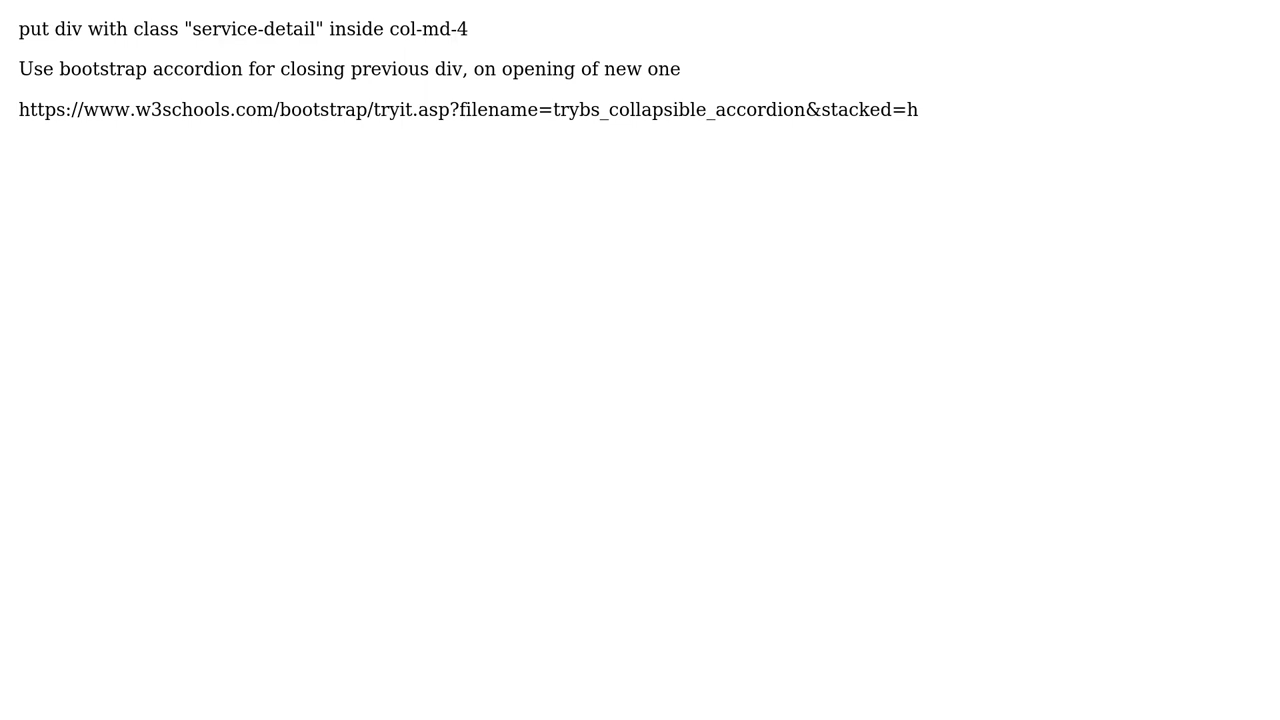 put div with class "service-detail" inside col-md-4
Use bootstrap accordion for closing previous div, on opening of new one
https://www.w3schools.com/bootstrap/tryit.asp?filename=trybs_collapsible_accordion&stacked=h